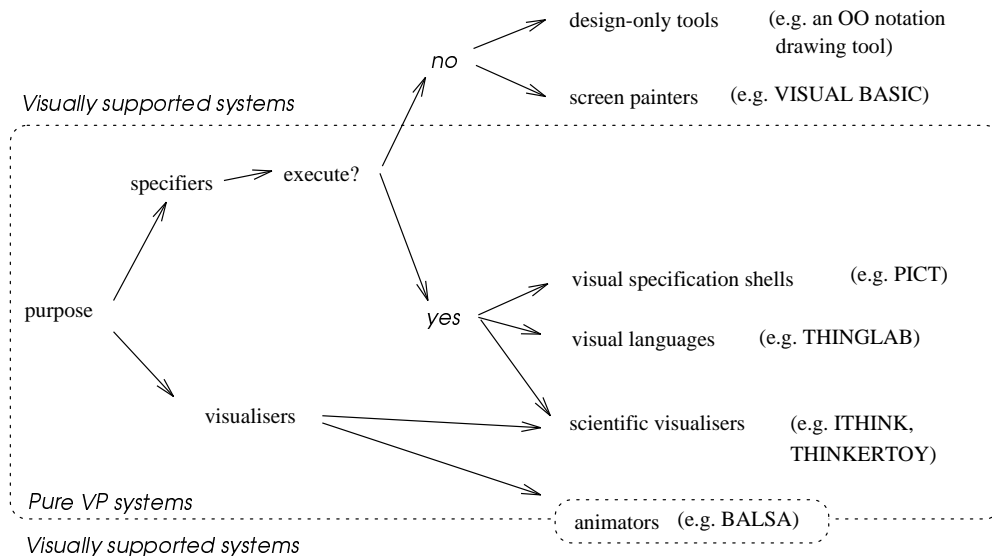 design-only tools (e.g. an OO notation
drawing tool)
no
Visually supported systems
screen painters (e.g. VISUAL BASIC)
specifiers
execute?
visual specification shells (e.g. PICT)
purpose
yes
visual languages (e.g. THINGLAB)
visualisers
scientific visualisers (e.g. ITHINK,
THINKERTOY)
Pure VP systems
animators (e.g. BALSA)
Visually supported systems